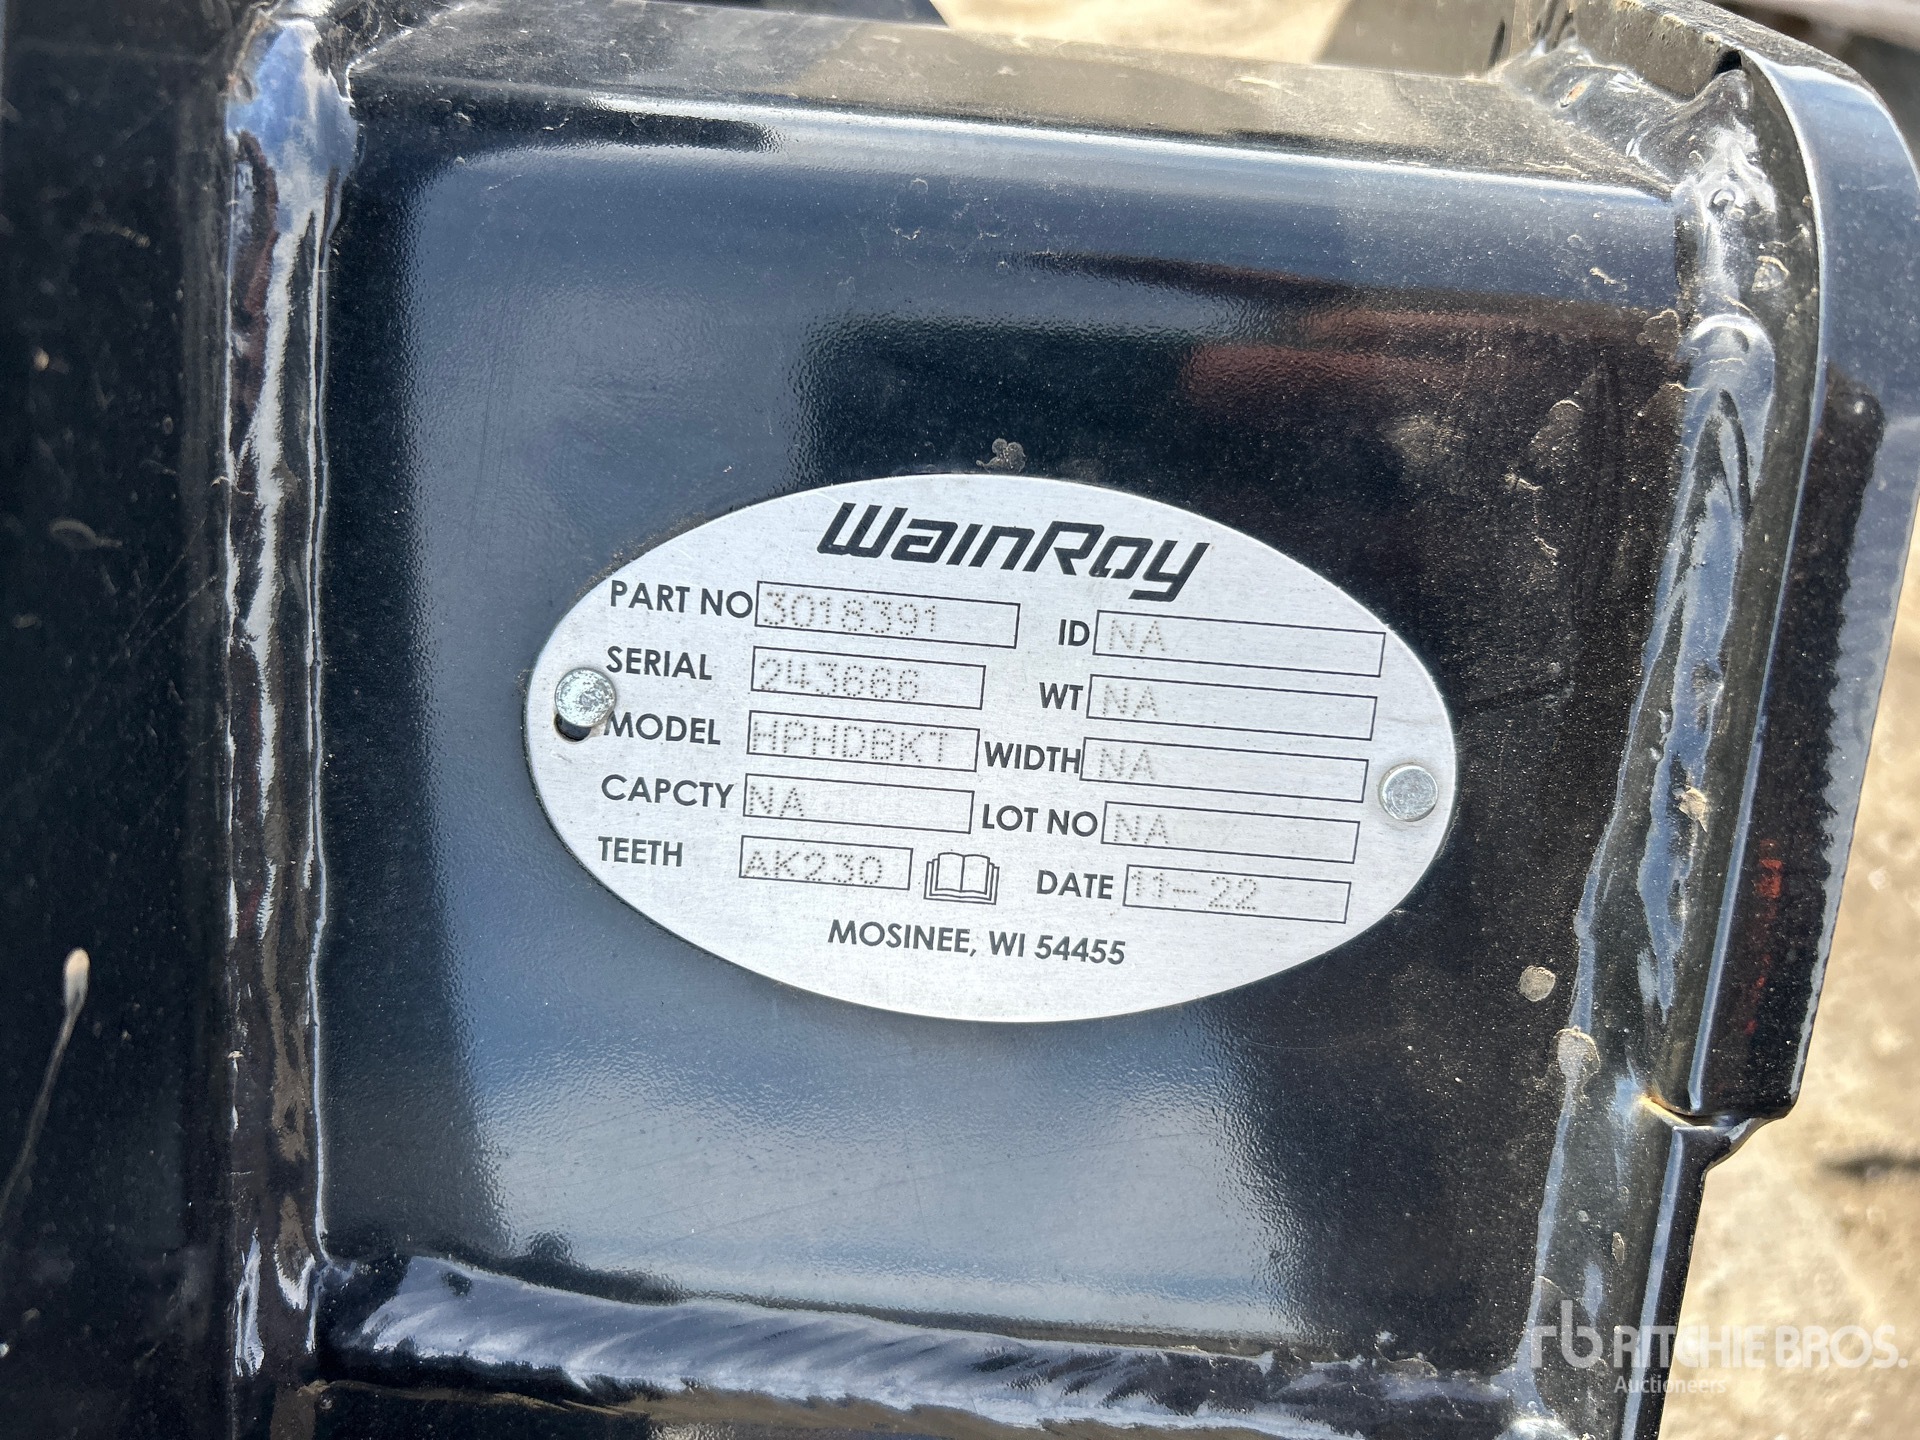 WainRoy
PART NO 3018391 ID NA
SERIAL 243666 WT NA
MODEL HPHDBKT WIDTH NA
CAPCTY NA LOT NO NA
TEETH AK230 DATE 11-22
MOSINEE, WI 54455
rb RITCHIE BROS.
Auctioneers